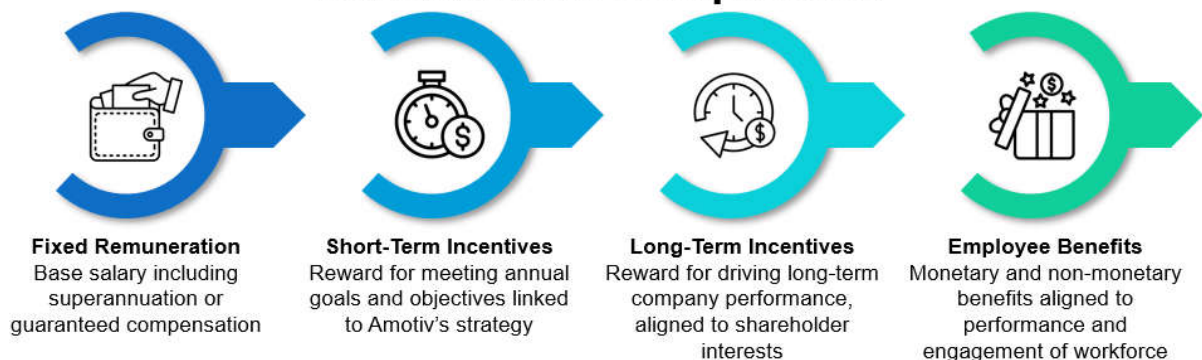 Fixed Remuneration
Base salary including
superannuation or
guaranteed compensation
Short-Term Incentives
Reward for meeting annual
goals and objectives linked
to Amotiv's strategy
Long-Term Incentives
Reward for driving long-term
company performance,
aligned to shareholder
interests
Employee Benefits
Monetary and non-monetary
benefits aligned to
performance and
engagement of workforce
$
$
$